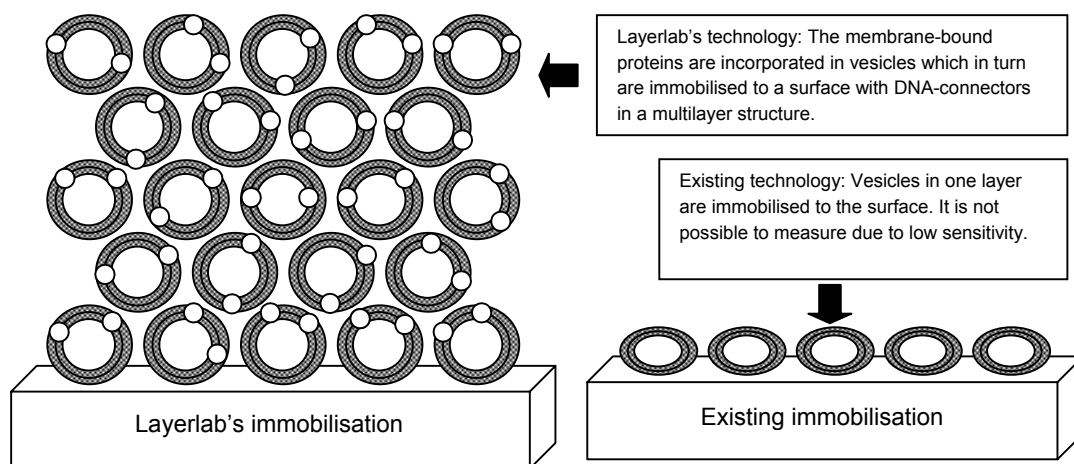 Layerlab's technology: The membrane-bound
proteins are incorporated in vesicles which in turn
are immobilised to a surface with DNA-connectors
in a multilayer structure.
Existing technology: Vesicles in one layer
are immobilised to the surface. It is not
possible to measure due to low sensitivity.
Layerlab's immobilisation
Existing immobilisation